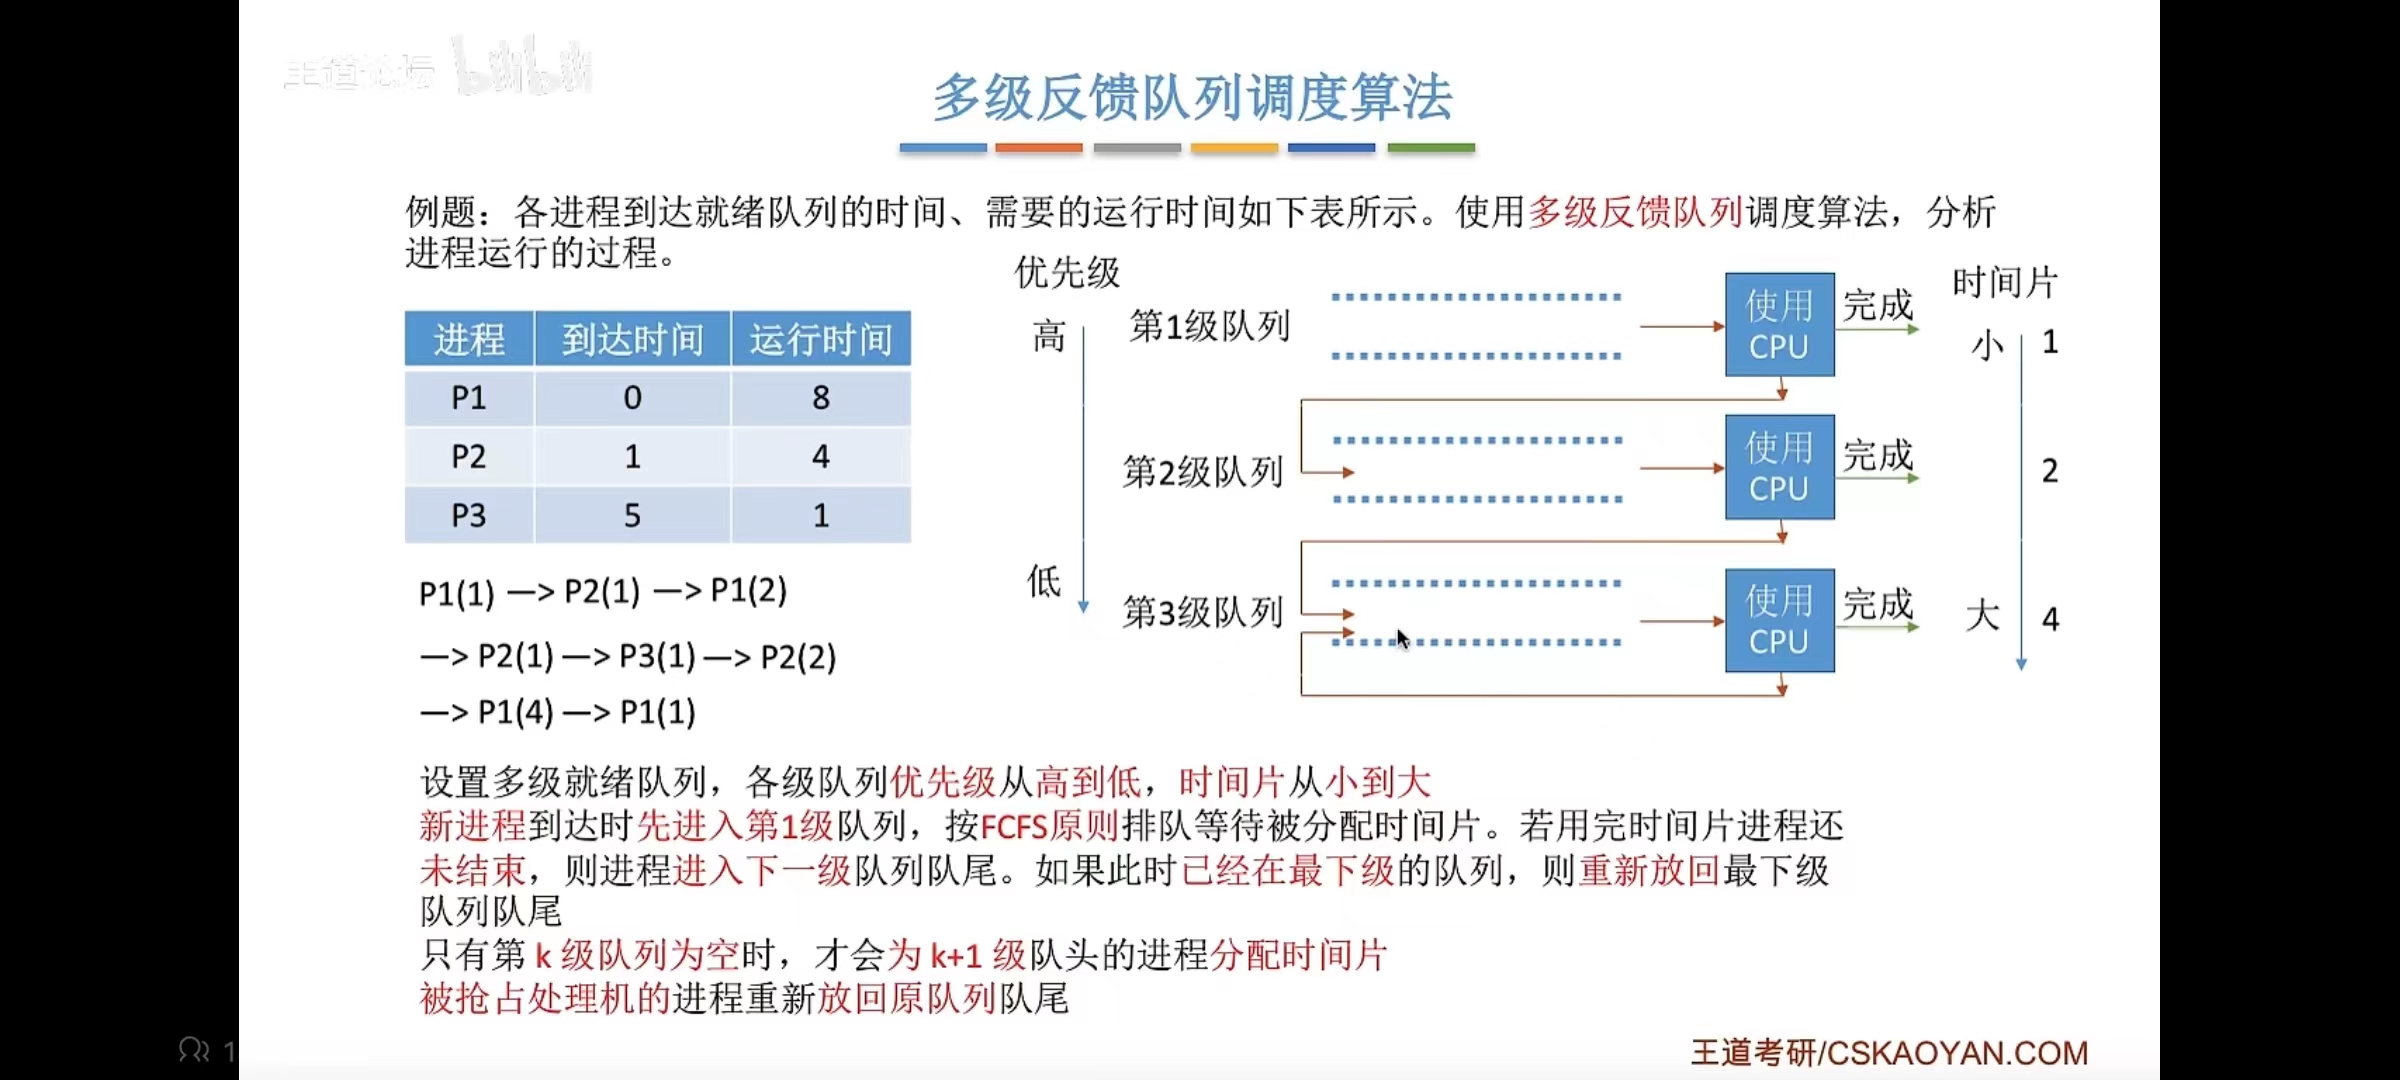 王道论坛 bilibili
多级反馈队列调度算法
例题：各进程到达就绪队列的时间、需要的运行时间如下表所示。使用多级反馈队列调度算法，分析
进程运行的过程。
进程 到达时间 运行时间
P1 0 8
P2 1 4
P3 5 1
P1(1) —> P2(1) —> P1(2)
—> P2(1) —> P3(1) —> P2(2)
—> P1(4) —> P1(1)
优先级
高
低
第1级队列
使用
CPU
完成
第2级队列
使用
CPU
完成
第3级队列
使用
CPU
完成
时间片
小 1
2
大 4
设置多级就绪队列，各级队列优先级从高到低，时间片从小到大
新进程到达时先进入第1级队列，按FCFS原则排队等待被分配时间片。若用完时间片进程还
未结束，则进程进入下一级队列队尾。如果此时已经在最下级的队列，则重新放回最下级
队列队尾
只有第 k 级队列为空时，才会为 k+1 级队头的进程分配时间片
被抢占处理机的进程重新放回原队列队尾
1
王道考研/CSKAOYAN.COM